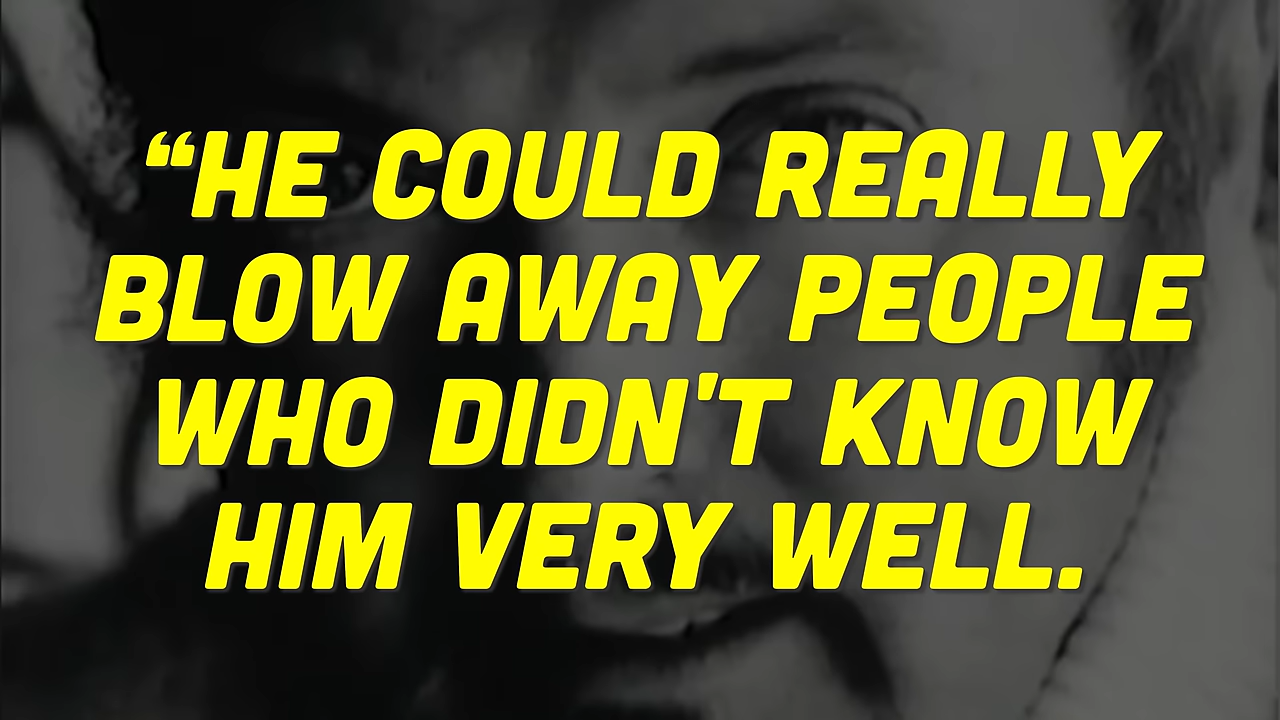 “HE COULD REALLY
BLOW AWAY PEOPLE
WHO DIDN'T KNOW
HIM VERY WELL.